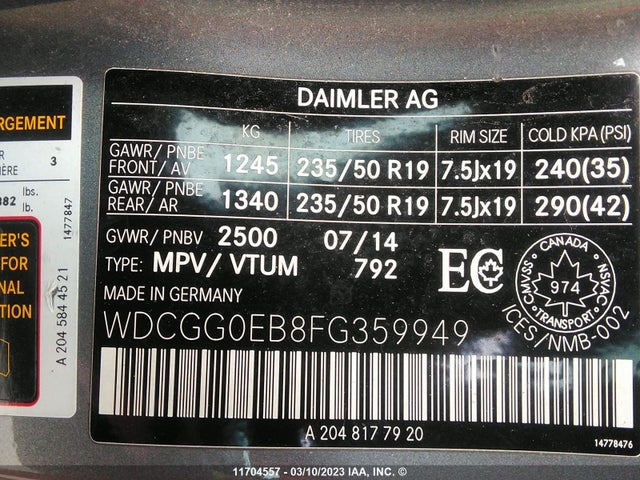 RGEMENT
3
lbs.
382 lb.
14777847
ER'S
FOR
NAL
TION
A 204 584 45 21
DAIMLER AG
KG TIRES RIM SIZE COLD KPA (PSI)
GAWR/ PNBE
FRONT/ AV 1245 235/50 R19 7.5Jx19 240(35)
GAWR/ PNBE
REAR/ AR 1340 235/50 R19 7.5Jx19 290(42)
GVWR/ PNBV 2500 07/14
TYPE: MPV/ VTUM 792
EC
CANADA
CMVSS NSVAC
974
TRANSPORT
ICES/NMB-002
MADE IN GERMANY
WDCGG0EB8FG359949
A 204 817 79 20
14778476
11704557 - 03/10/2023 IAA, INC. ©